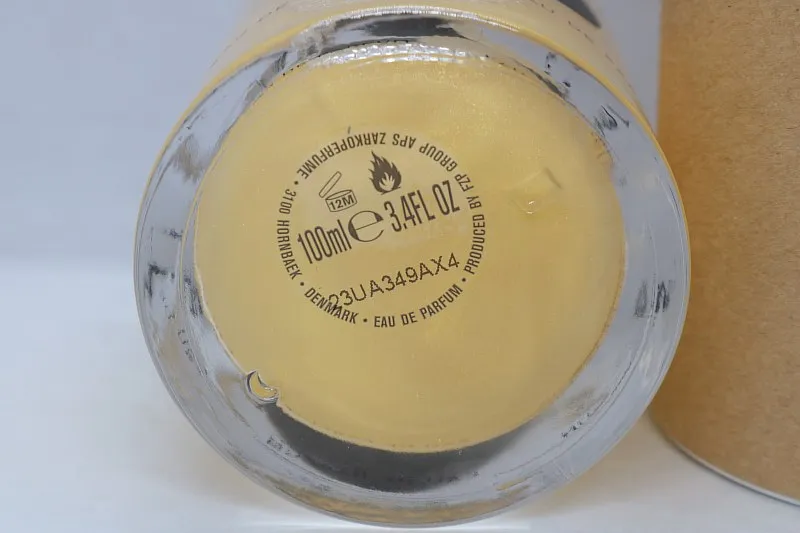 PRODUCED BY FZP GROUP APS ZARKOPERFUME • 3100 HORNBAEK • DENMARK • EAU DE PARFUM •
12M
100ml e 3.4FL OZ
23UA349AX4